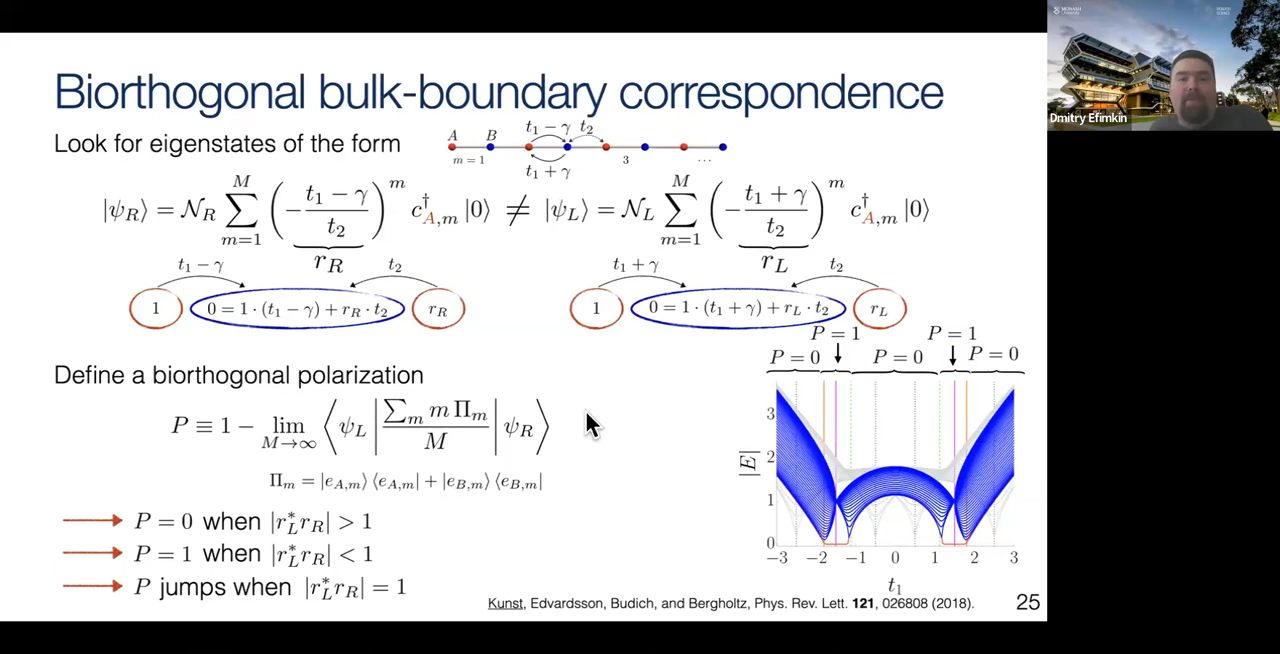 MONASH
Dmitry Efimkin
Biorthogonal bulk-boundary correspondence
Look for eigenstates of the form
A B t₁ − γ t₂
m = 1 t₁ + γ 3 ...
|ψ_R⟩ = 𝒩_R ∑_{m=1}^{M} (−(t₁ − γ)/t₂)^m c†_{A,m} |0⟩ ≠ |ψ_L⟩ = 𝒩_L ∑_{m=1}^{M} (−(t₁ + γ)/t₂)^m c†_{A,m} |0⟩
r_R r_L
t₁ − γ t₂ t₁ + γ t₂
1 0 = 1 · (t₁ − γ) + r_R · t₂ r_R 1 0 = 1 · (t₁ + γ) + r_L · t₂ r_L
P = 1 P = 1
P = 0 P = 0 P = 0
Define a biorthogonal polarization
P ≡ 1 − lim_{M→∞} ⟨ψ_L | (∑_m m Π_m)/M | ψ_R⟩
Π_m = |e_{A,m}⟩ ⟨e_{A,m}| + |e_{B,m}⟩ ⟨e_{B,m}|
P = 0 when |r*_L r_R| > 1
P = 1 when |r*_L r_R| < 1
P jumps when |r*_L r_R| = 1
|E|
3
2
1
0
−3 −2 −1 0 1 2 3
t₁
Kunst, Edvardsson, Budich, and Bergholtz, Phys. Rev. Lett. 121, 026808 (2018).
25